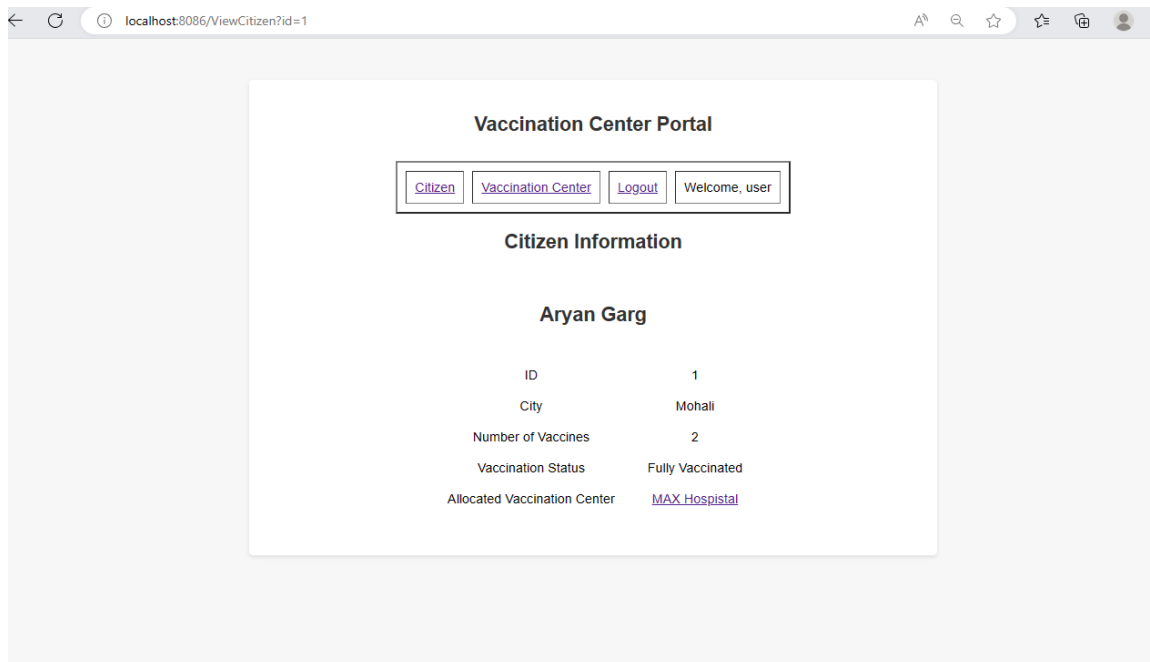 localhost:8086/ViewCitizen?id=1
Vaccination Center Portal
Citizen Vaccination Center Logout Welcome, user
Citizen Information
Aryan Garg
ID 1
City Mohali
Number of Vaccines 2
Vaccination Status Fully Vaccinated
Allocated Vaccination Center MAX Hospistal